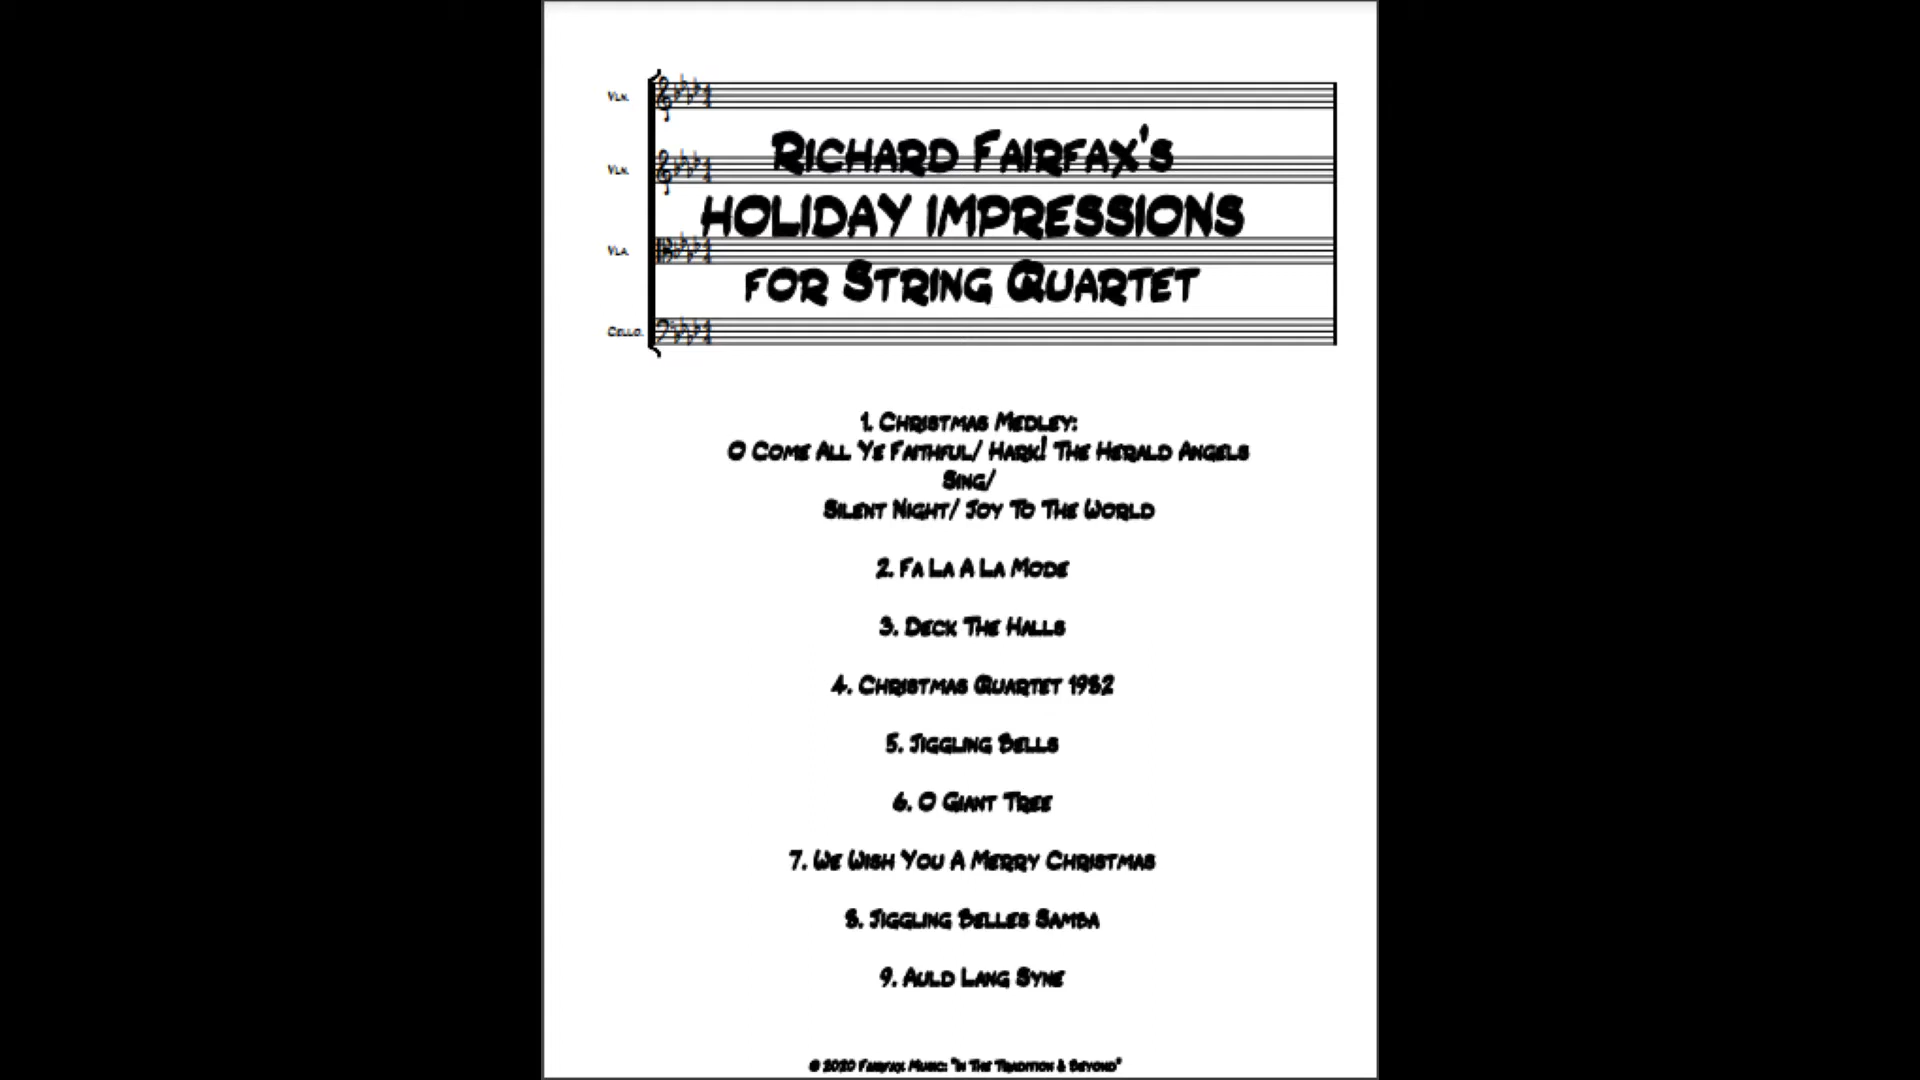 Vln.
Richard Fairfax's
Vln.
HOLIDAY IMPRESSIONS
Vla.
for String Quartet
Cello.
1. Christmas Medley:
O Come All Ye Faithful/ Hark! The Herald Angels
Sing/
Silent Night/ Joy To The World
2. Fa La A La Mode
3. Deck The Halls
4. Christmas Quartet 1982
5. Jiggling Bells
6. O Giant Tree
7. We Wish You A Merry Christmas
8. Jiggling Belles Samba
9. Auld Lang Syne
© 2020 Fairfax Music: "In The Tradition & Beyond"